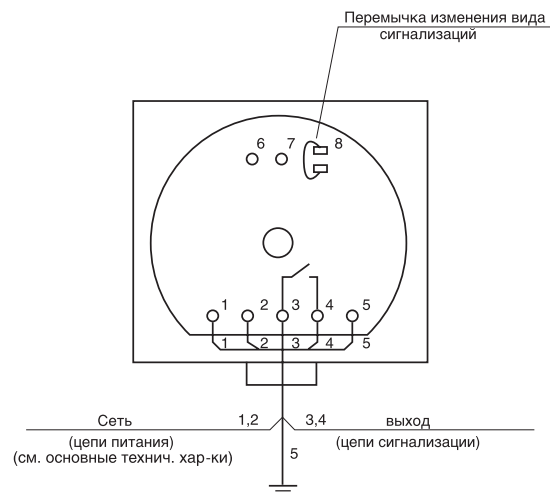 Перемычка изменения вида
сигнализаций
6 7 8
1 2 3 4 5
1 2 3 4 5
Сеть 1,2 3,4 выход
(цепи питания) (цепи сигнализации)
(см. основные технич. хар-ки)
5